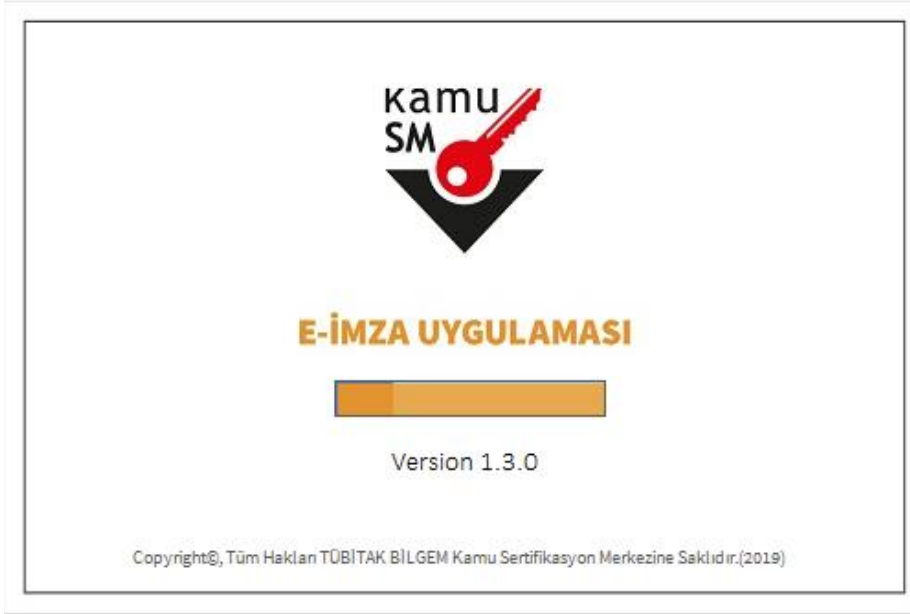 Kamu
SM
E-İMZA UYGULAMASI
Version 1.3.0
Copyright©, Tüm Hakları TÜBİTAK BİLGEM Kamu Sertifikasyon Merkezine Saklıdır.(2019)